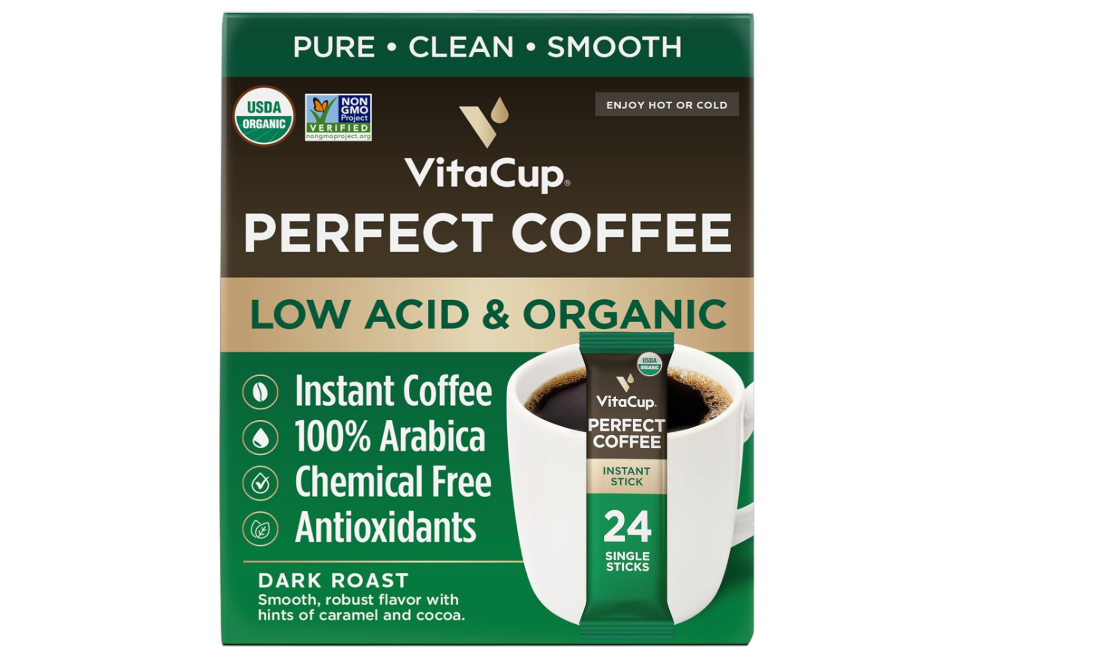 PURE • CLEAN • SMOOTH
USDA
ORGANIC
NON
GMO
Project
VERIFIED
nongmoproject.org
ENJOY HOT OR COLD
VitaCup®
PERFECT COFFEE
LOW ACID & ORGANIC
Instant Coffee
100% Arabica
Chemical Free
Antioxidants
DARK ROAST
Smooth, robust flavor with
hints of caramel and cocoa.
USDA
ORGANIC
VitaCup.
PERFECT
COFFEE
INSTANT
STICK
24
SINGLE
STICKS